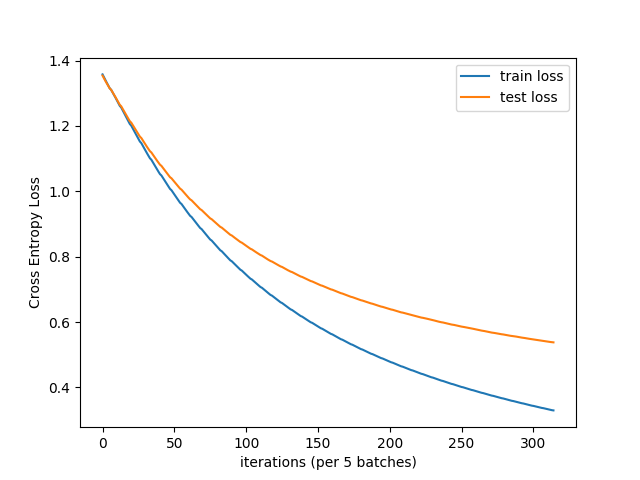 train loss
test loss
1.4
1.2
1.0
0.8
0.6
0.4
Cross Entropy Loss
0 50 100 150 200 250 300
iterations (per 5 batches)